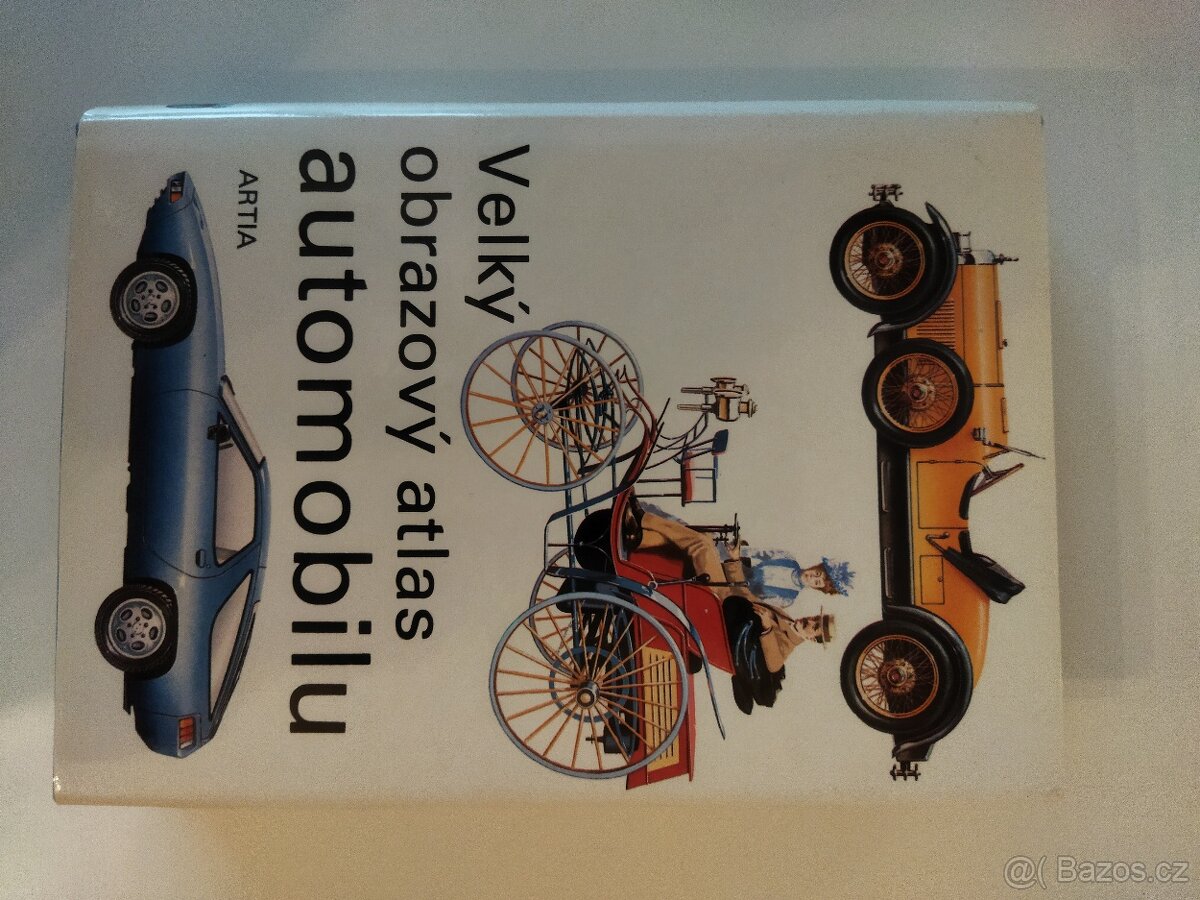 Velký
obrazový atlas
automobilu
ARTIA
@( Bazos.cz